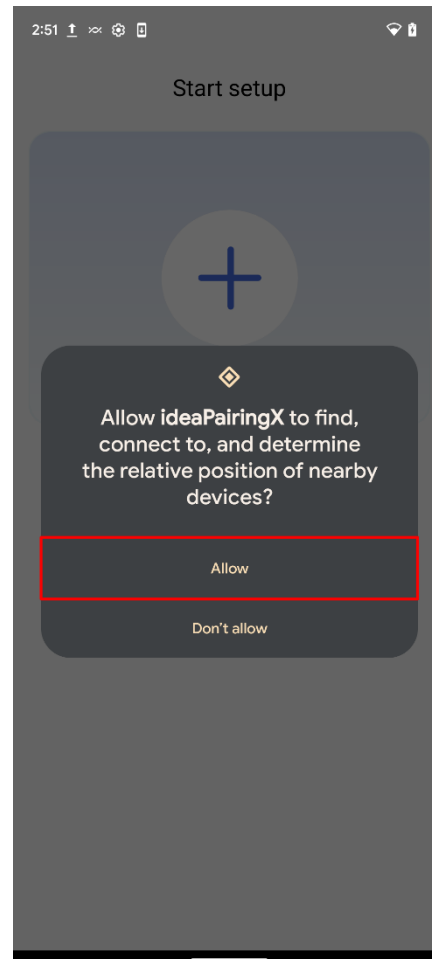 2:51
Start setup
Allow ideaPairingX to find,
connect to, and determine
the relative position of nearby
devices?
Allow
Don't allow